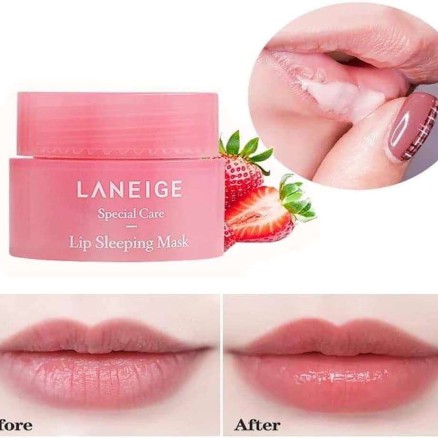 LANEIGE
Special Care
Lip Sleeping Mask
fore
After